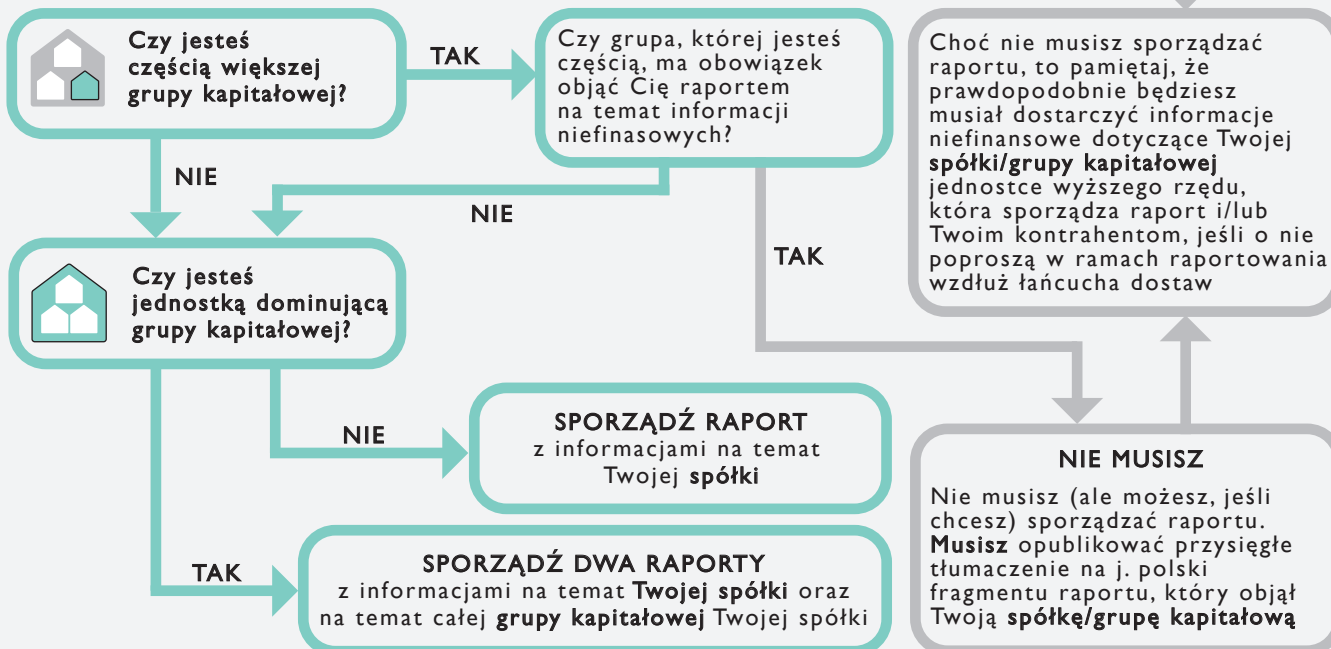 Czy jesteś
częścią większej
grupy kapitałowej?
TAK
Czy grupa, której jesteś
częścią, ma obowiązek
objąć Cię raportem
na temat informacji
niefinasowych?
Choć nie musisz sporządzać
raportu, to pamiętaj, że
prawdopodobnie będziesz
musiał dostarczyć informacje
niefinansowe dotyczące Twojej
spółki/grupy kapitałowej
jednostce wyższego rzędu,
która sporządza raport i/lub
Twoim kontrahentom, jeśli o nie
poproszą w ramach raportowania
wzdłuż łańcucha dostaw
NIE
NIE
TAK
Czy jesteś
jednostką dominującą
grupy kapitałowej?
NIE
SPORZĄDŹ RAPORT
z informacjami na temat
Twojej spółki
TAK
SPORZĄDŹ DWA RAPORTY
z informacjami na temat Twojej spółki oraz
na temat całej grupy kapitałowej Twojej spółki
NIE MUSISZ
Nie musisz (ale możesz, jeśli
chcesz) sporządzać raportu.
Musisz opublikować przysięgłe
tłumaczenie na j. polski
fragmentu raportu, który objął
Twoją spółkę/grupę kapitałową